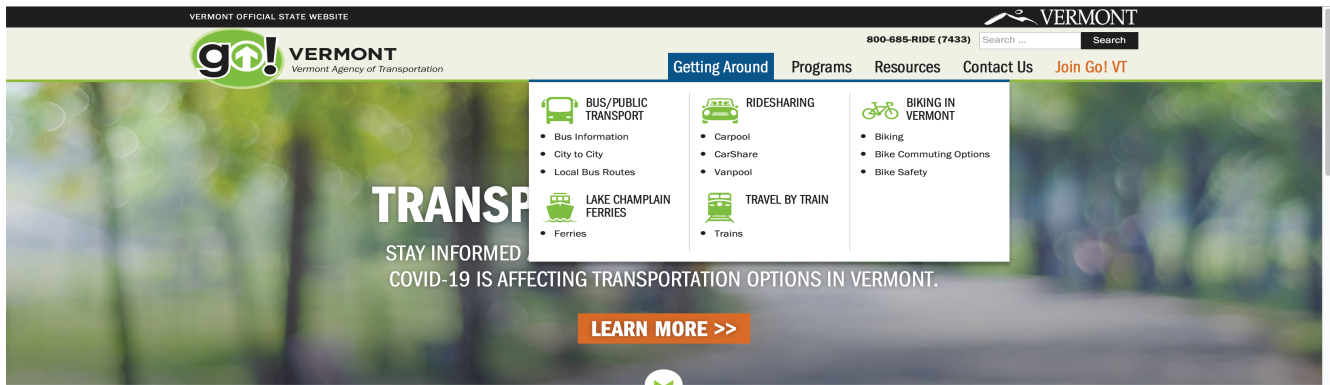 VERMONT OFFICIAL STATE WEBSITE
VERMONT
800-685-RIDE (7433)
Search ...
Search
go! VERMONT
Vermont Agency of Transportation
Getting Around
Programs
Resources
Contact Us
Join Go! VT
BUS/PUBLIC
TRANSPORT
• Bus Information
• City to City
• Local Bus Routes
RIDESHARING
• Carpool
• CarShare
• Vanpool
BIKING IN
VERMONT
• Biking
• Bike Commuting Options
• Bike Safety
LAKE CHAMPLAIN
FERRIES
• Ferries
TRAVEL BY TRAIN
• Trains
TRANSP
STAY INFORMED
COVID-19 IS AFFECTING TRANSPORTATION OPTIONS IN VERMONT.
LEARN MORE >>